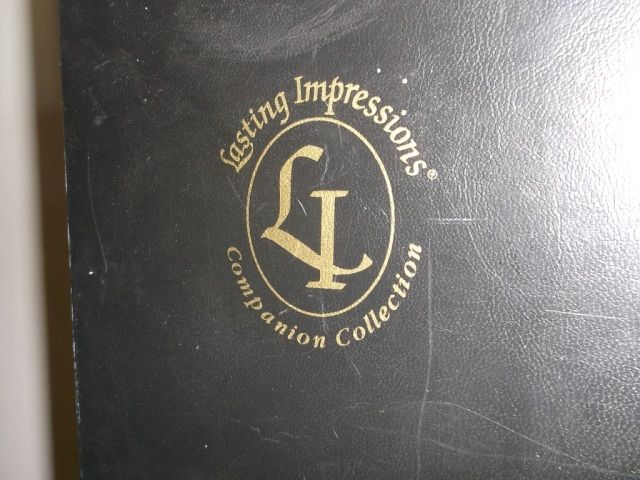 Lasting Impressions®
LI
Companion Collection